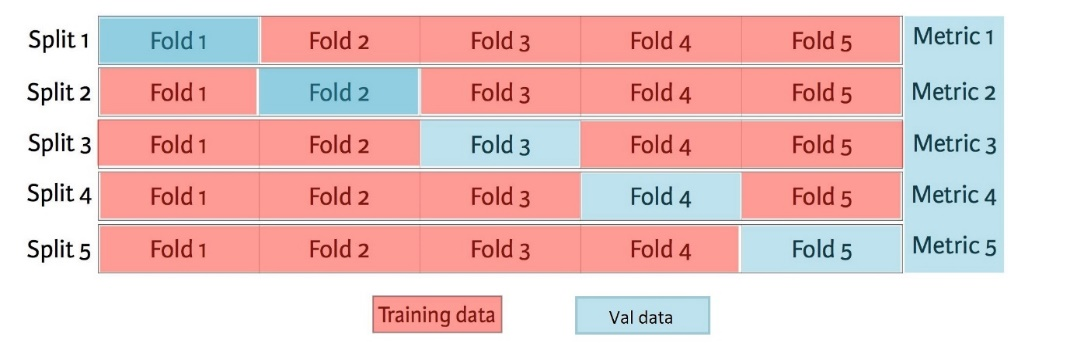 Split 1 Fold 1 Fold 2 Fold 3 Fold 4 Fold 5 Metric 1
Split 2 Fold 1 Fold 2 Fold 3 Fold 4 Fold 5 Metric 2
Split 3 Fold 1 Fold 2 Fold 3 Fold 4 Fold 5 Metric 3
Split 4 Fold 1 Fold 2 Fold 3 Fold 4 Fold 5 Metric 4
Split 5 Fold 1 Fold 2 Fold 3 Fold 4 Fold 5 Metric 5
Training data Val data